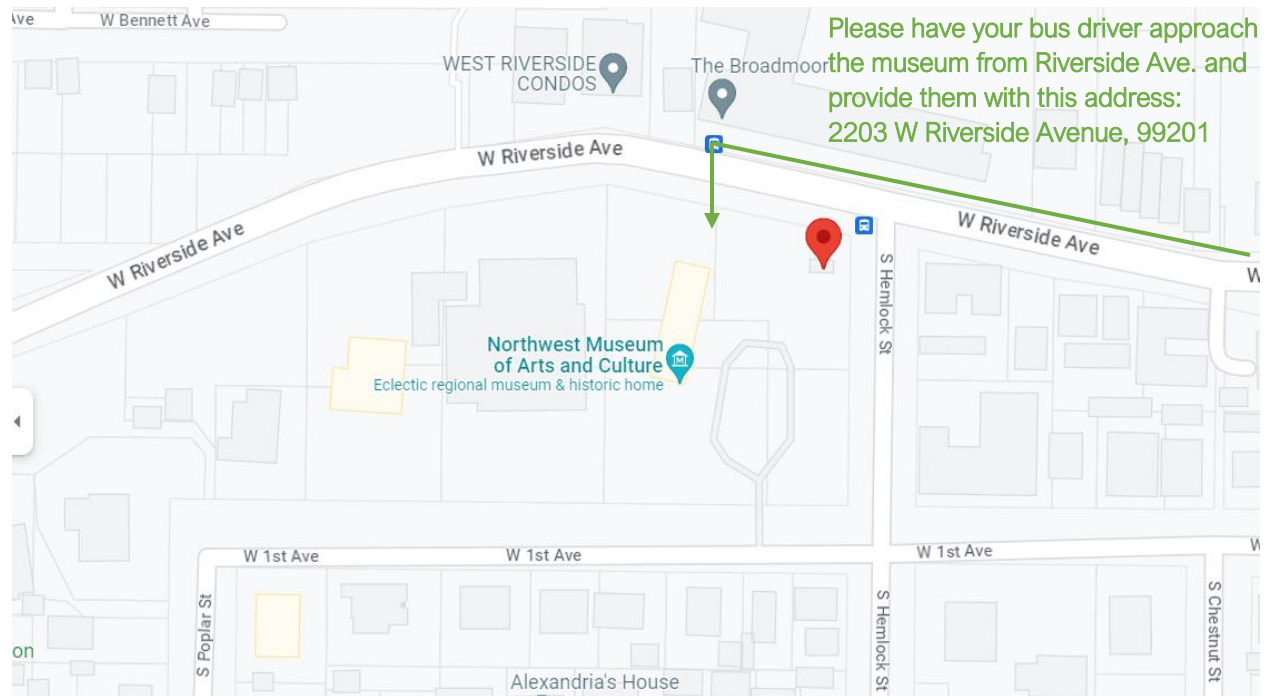 Ave
W Bennett Ave
Please have your bus driver approach
the museum from Riverside Ave. and
provide them with this address:
2203 W Riverside Avenue, 99201
WEST RIVERSIDE
CONDOS
The Broadmoor
W Riverside Ave
W Riverside Ave
W Riverside Ave
W
S Hemlock St
Northwest Museum
of Arts and Culture
Eclectic regional museum & historic home
M
W 1st Ave
W 1st Ave
W 1st Ave
W
S Poplar St
S Hemlock St
S Chestnut St
on
Alexandria's House